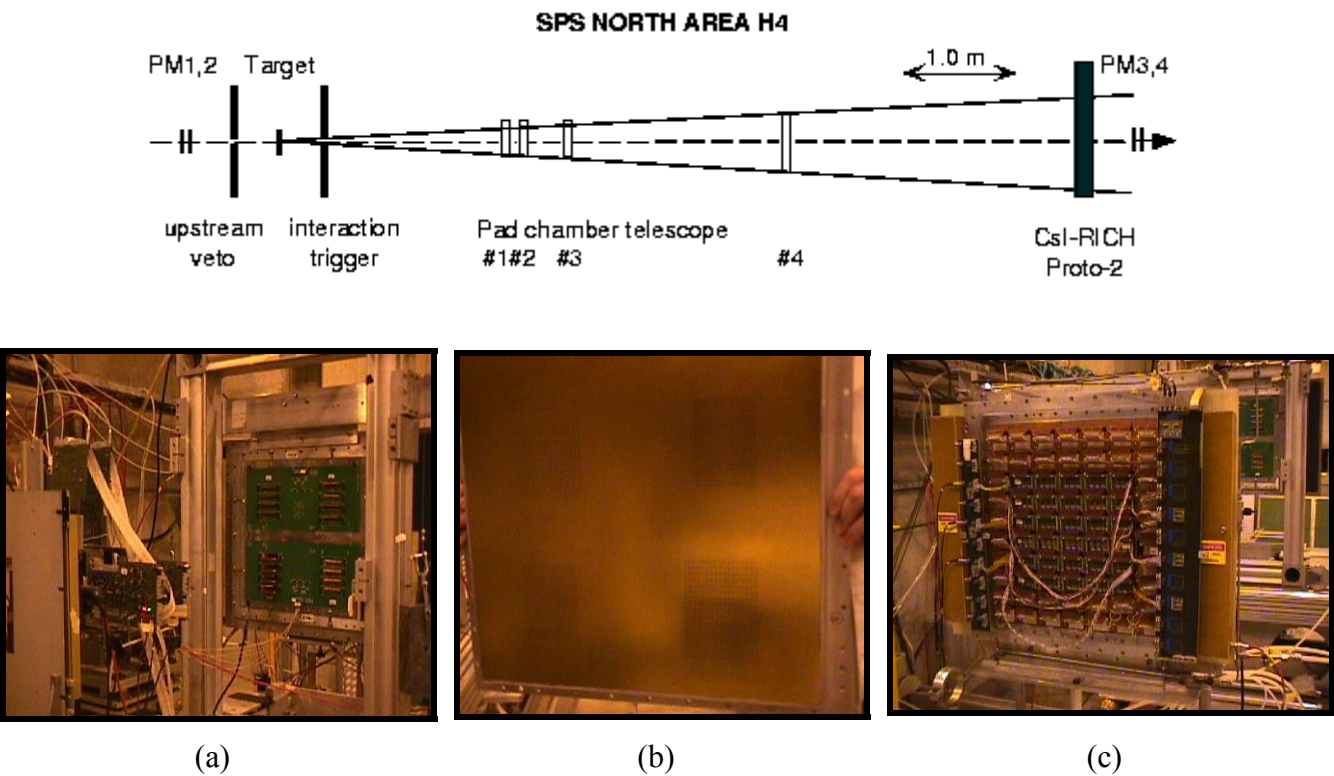 SPS NORTH AREA H4
PM1,2 Target 1.0 m PM3,4
upstream interaction Pad chamber telescope CsI-RICH
veto trigger #1#2 #3 #4 Proto-2
(a) (b) (c)